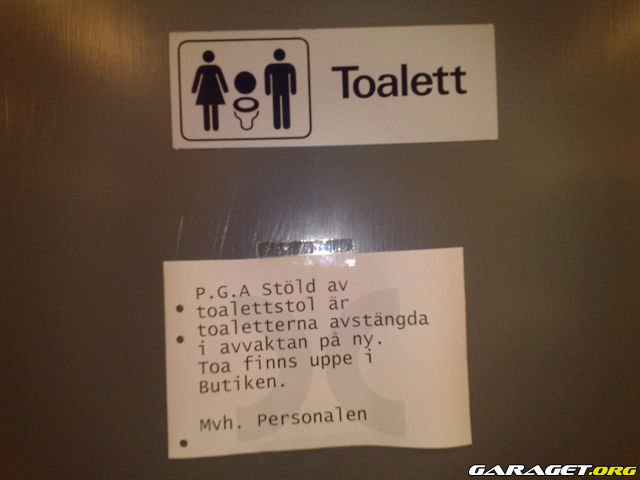 Toalett
P.G.A Stöld av
toalettstol är
toaletterna avstängda
i avvaktan på ny.
Toa finns uppe i
Butiken.
Mvh. Personalen
GARAGET.ORG